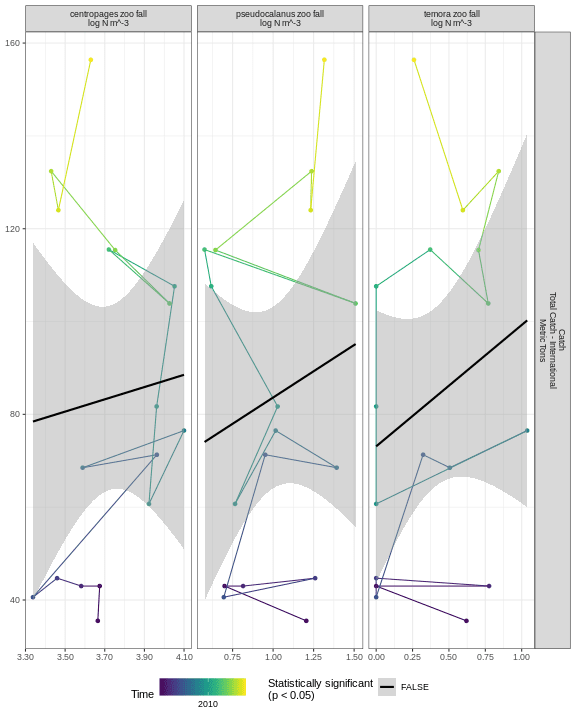 centropages zoo fall
log N m^-3
pseudocalanus zoo fall
log N m^-3
temora zoo fall
log N m^-3
160
120
80
40
3.30
3.50
3.70
3.90
4.10
0.75
1.00
1.25
1.50
0.00
0.25
0.50
0.75
1.00
Catch
Total Catch - International
Metric Tons
Time
2010
Statistically significant
(p < 0.05)
FALSE